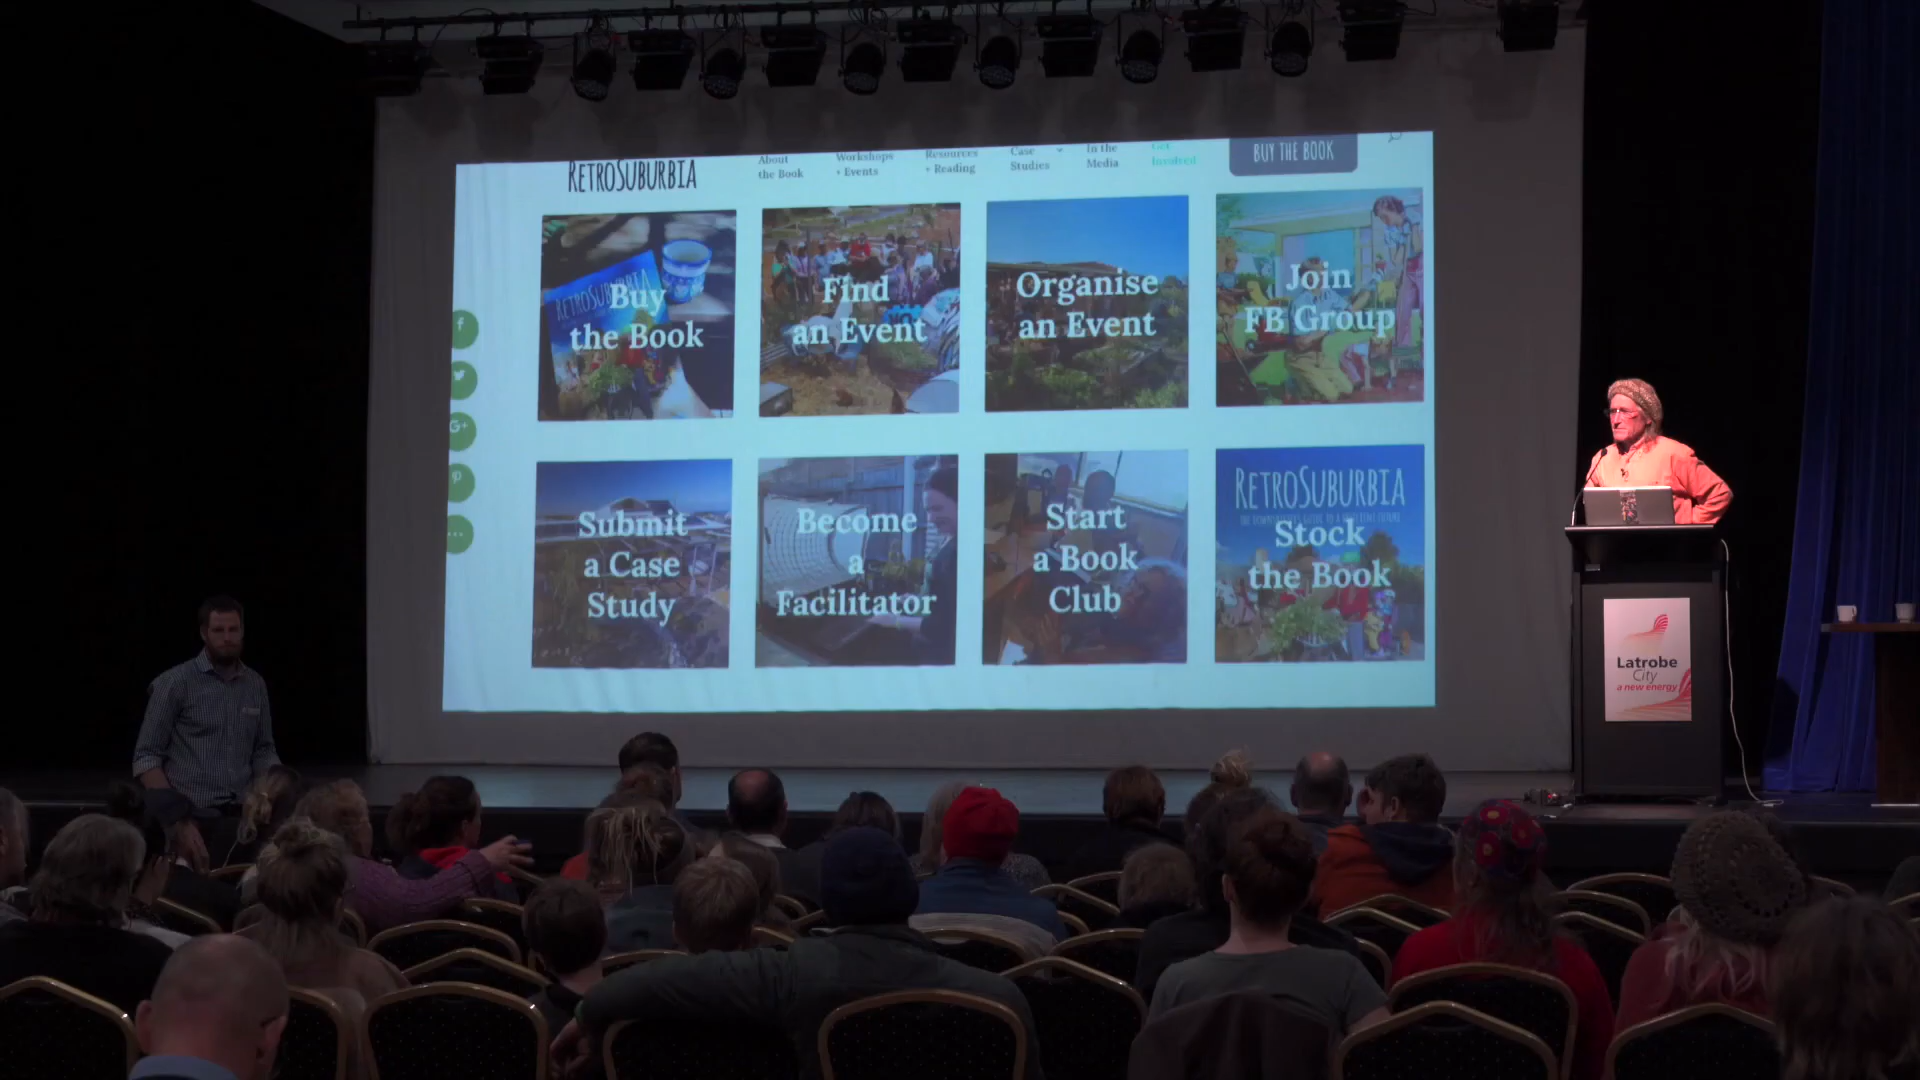 RETROSUBURBIA
About
the Book
Workshops
+ Events
Resources
+ Reading
Case
Studies
In the
Media
Get
Involved
BUY THE BOOK
RETROSUBURBIA
Buy
the Book
Find
an Event
Organise
an Event
Join
FB Group
f
G+
Submit
a Case
Study
Become
a
Facilitator
Start
a Book
Club
RETROSUBURBIA
Stock
the Book
Latrobe
City
a new energy